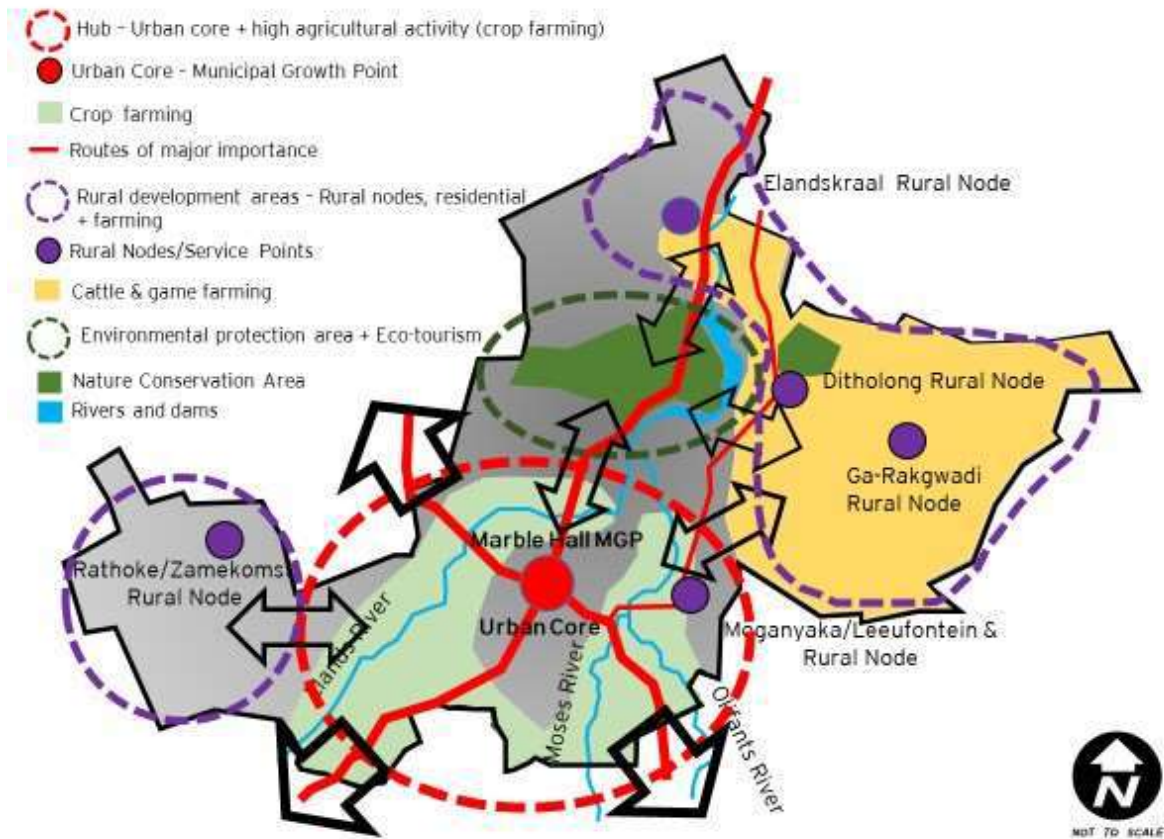 Hub – Urban core + high agricultural activity (crop farming)
Urban Core – Municipal Growth Point
Crop farming
Routes of major importance
Rural development areas – Rural nodes, residential
+ farming
Rural Nodes/Service Points
Cattle & game farming
Environmental protection area + Eco-tourism
Nature Conservation Area
Rivers and dams
Elandskraal Rural Node
Ditholong Rural Node
Ga-Rakgwadi
Rural Node
Marble Hall MGP
Urban Core
Rathoke/Zamekomst
Rural Node
Moganyaka/Leeufontein &
Rural Node
Elands River
Moses River
Olifants River
N
NOT TO SCALE